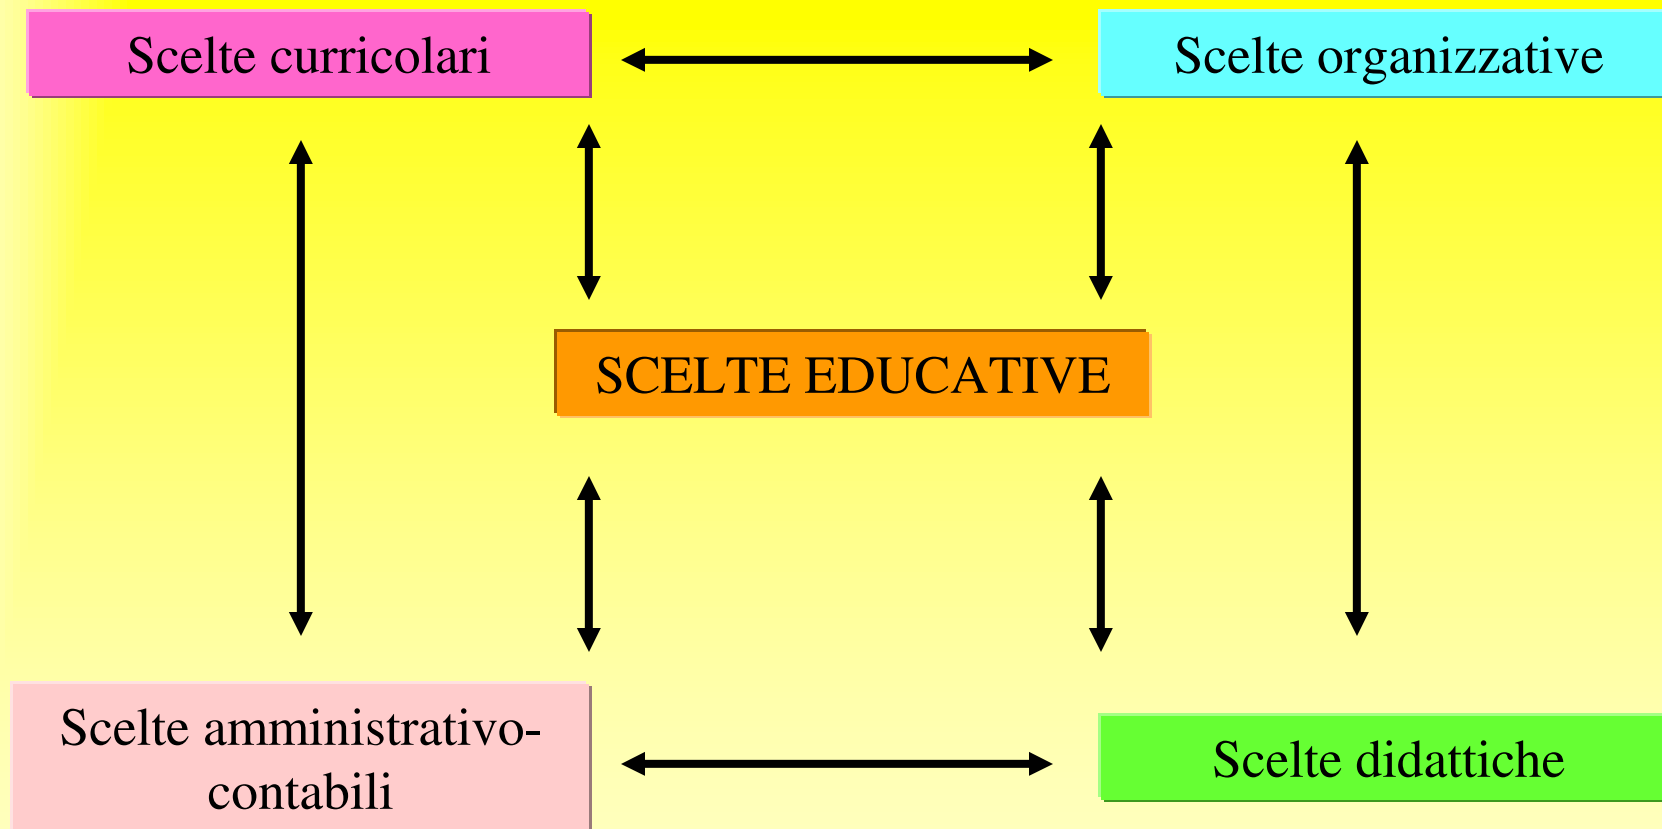 Scelte curricolari
Scelte organizzative
SCELTE EDUCATIVE
Scelte amministrativo-
contabili
Scelte didattiche